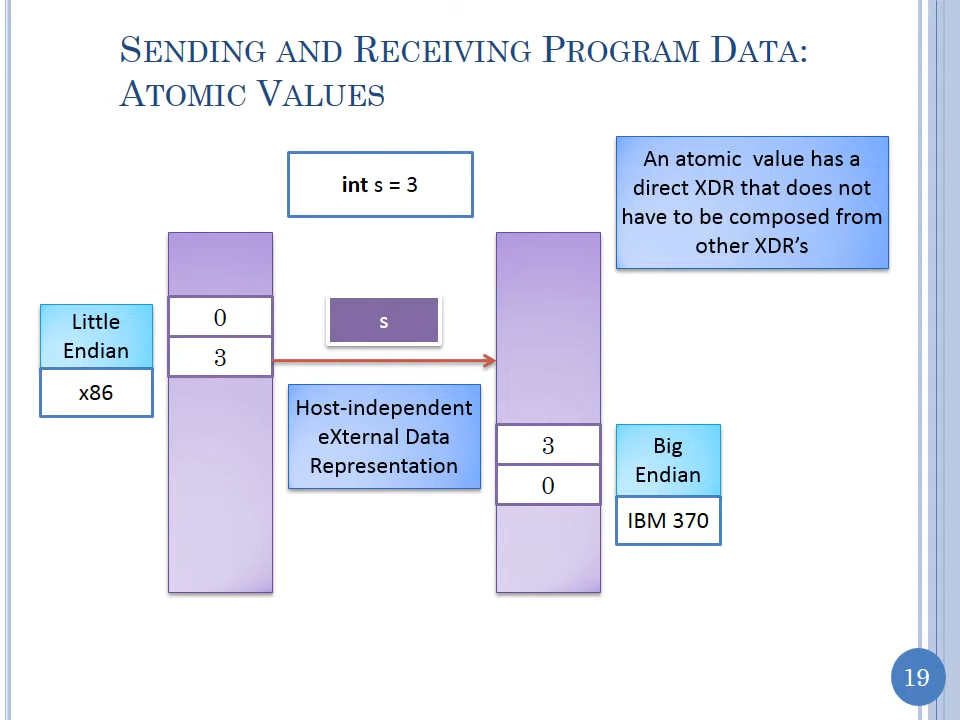 SENDING AND RECEIVING PROGRAM DATA:
ATOMIC VALUES
int s = 3
An atomic value has a
direct XDR that does not
have to be composed from
other XDR's
Little
Endian
x86
0
3
s
Host-independent
eXternal Data
Representation
3
0
Big
Endian
IBM 370
19